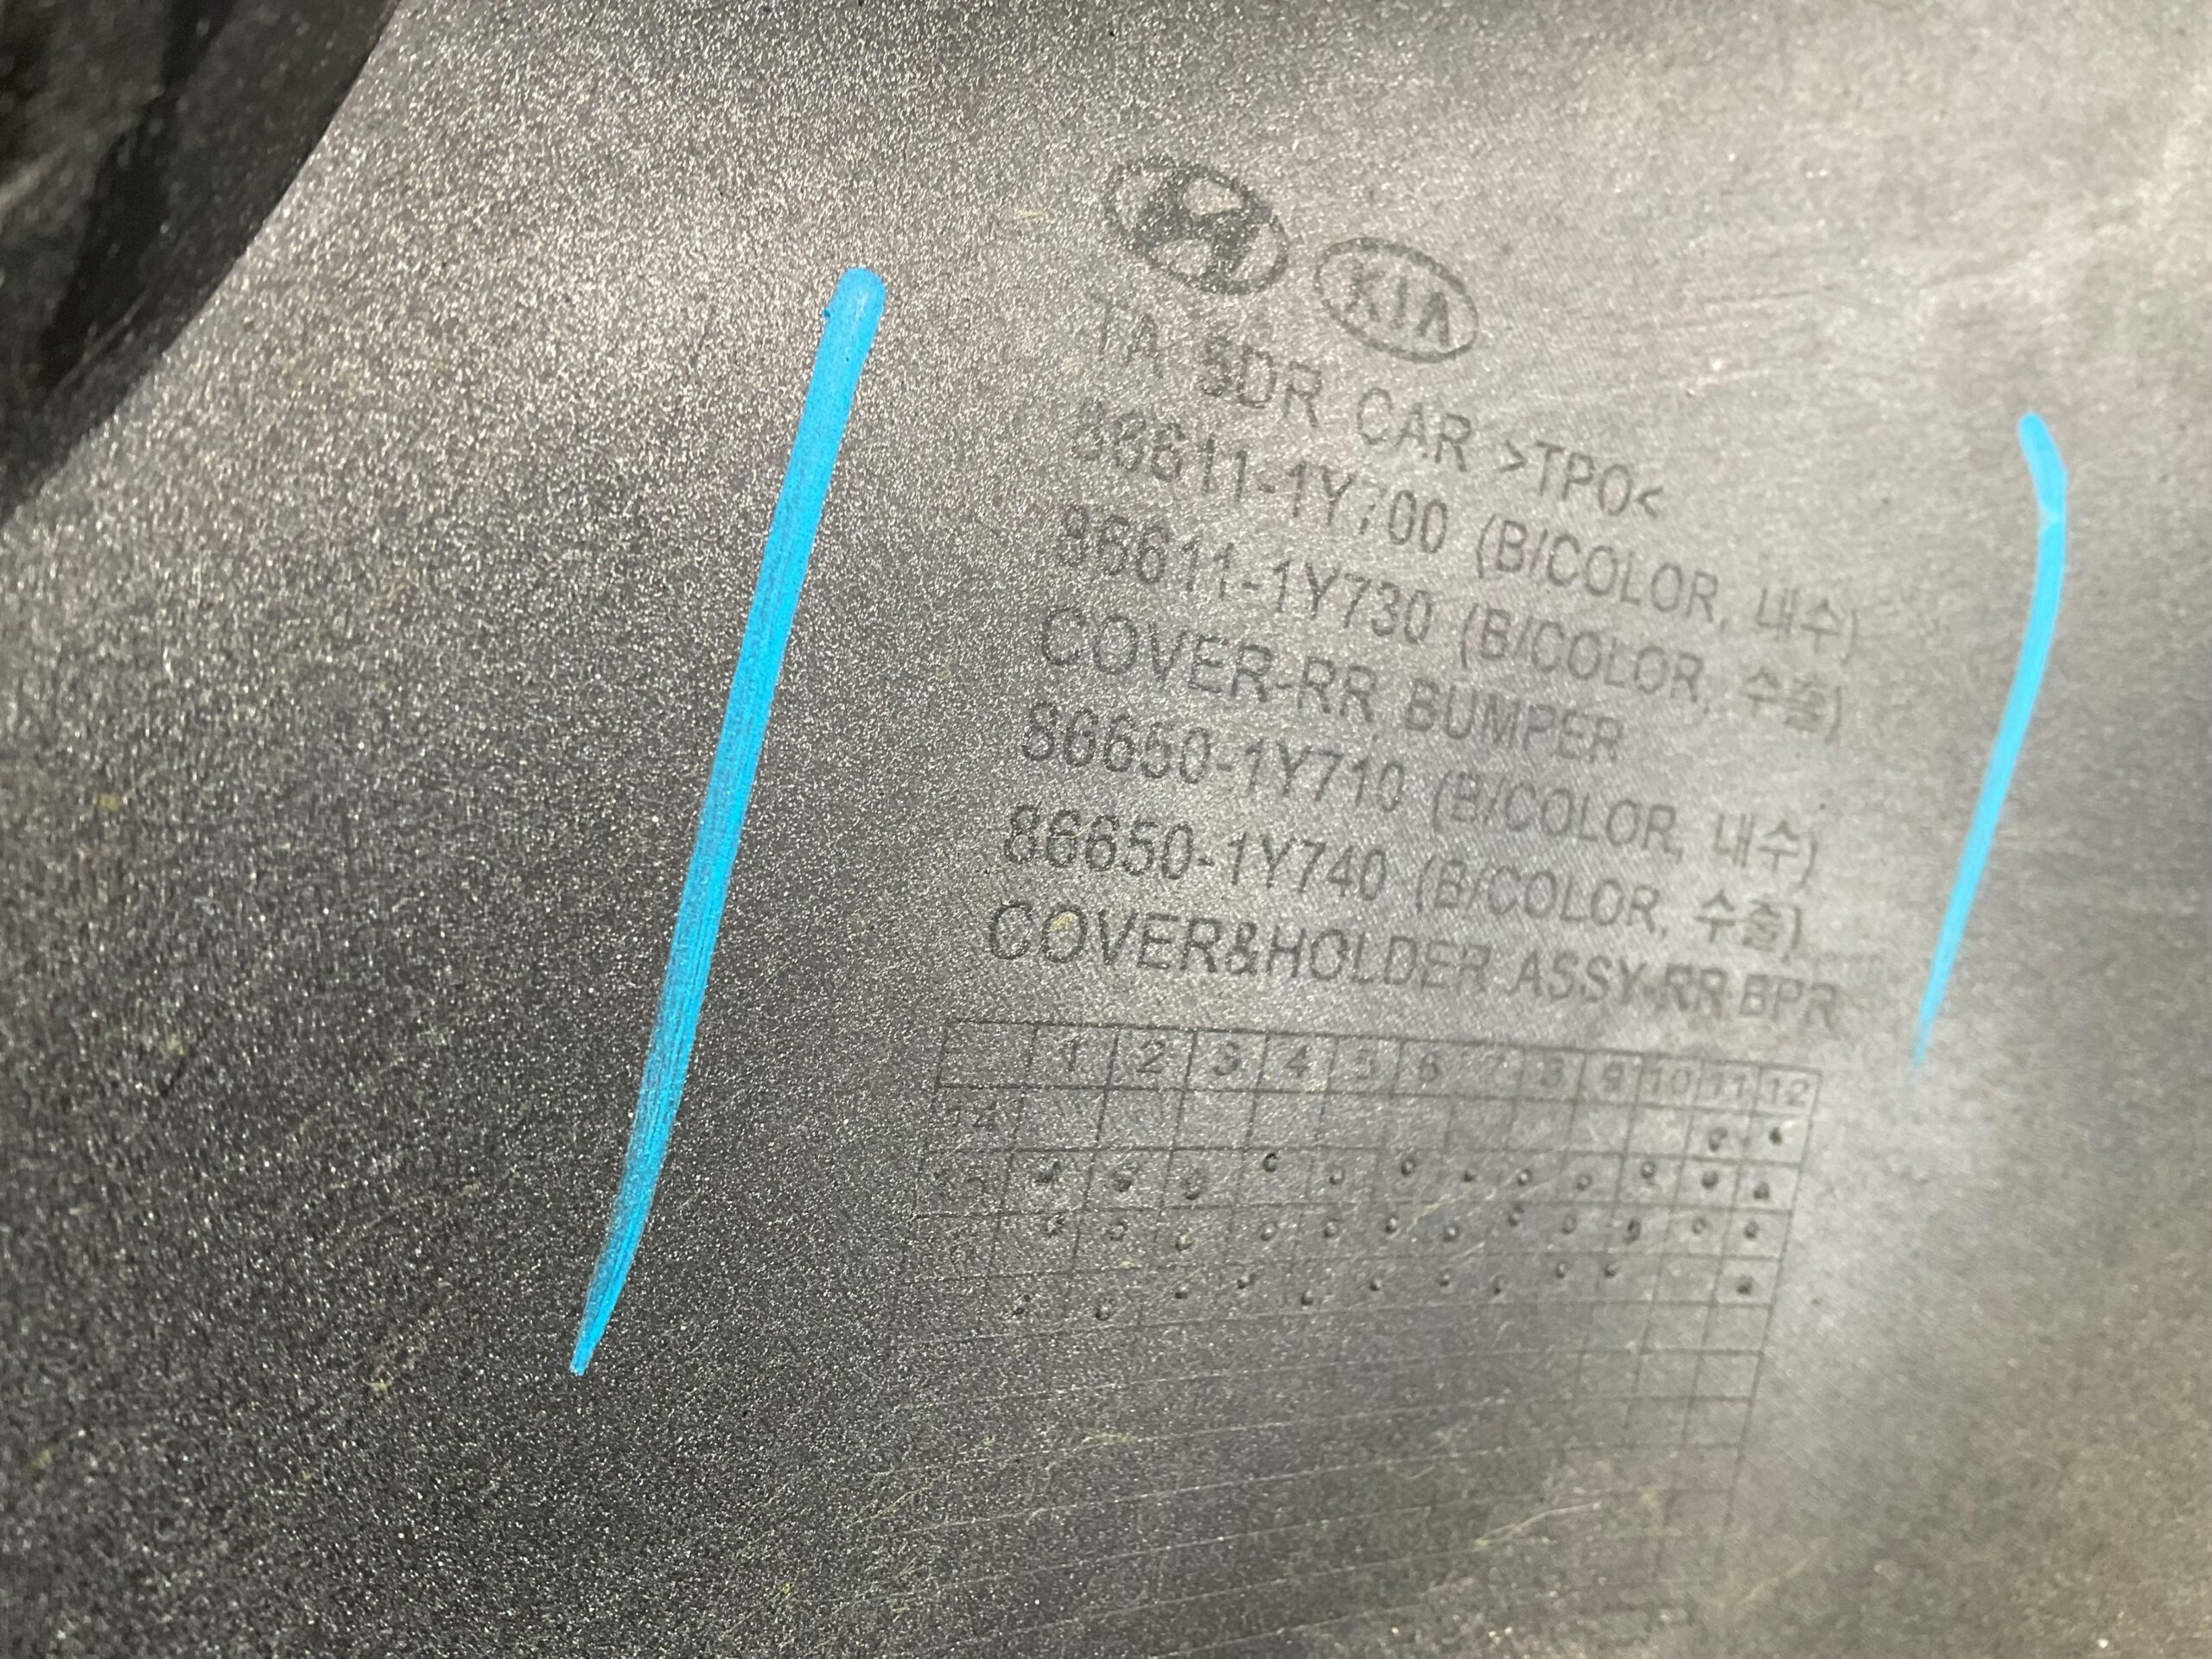 KIA
TA 5DR CAR >TPO<
86611-1Y700 (B/COLOR, 내수)
86611-1Y730 (B/COLOR, 수출)
COVER-RR BUMPER
86650-1Y710 (B/COLOR, 내수)
86650-1Y740 (B/COLOR, 수출)
COVER&HOLDER ASSY-RR BPR
1 2 3 4 5 6 8 9 10 11 12
14
15